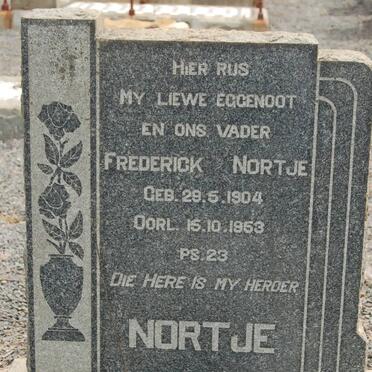 HIER RUS
MY LIEWE EGGENOOT
EN ONS VADER
FREDERICK NORTJE
GEB. 29.5.1904
OORL. 15.10.1953
PS.23
DIE HERE IS MY HERDER
NORTJE